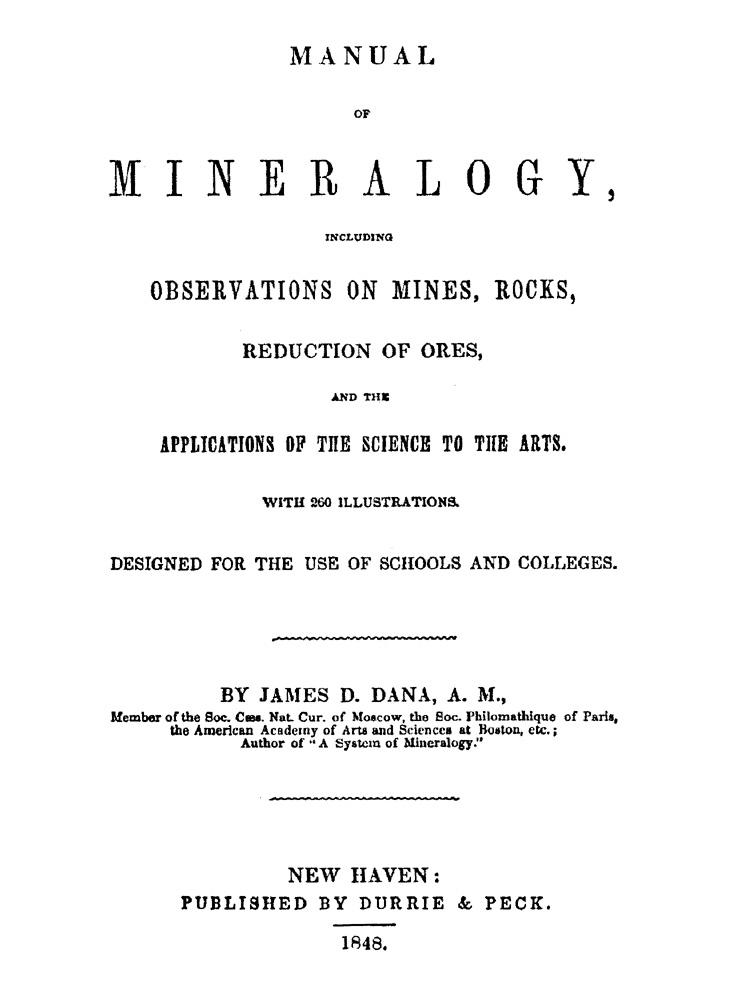 MANUAL
OF
MINERALOGY,
INCLUDING
OBSERVATIONS ON MINES, ROCKS,
REDUCTION OF ORES,
AND THE
APPLICATIONS OF THE SCIENCE TO THE ARTS.
WITH 260 ILLUSTRATIONS.
DESIGNED FOR THE USE OF SCHOOLS AND COLLEGES.
BY JAMES D. DANA, A. M.,
Member of the Soc. Cæs. Nat. Cur. of Moscow, the Soc. Philomathique of Paris,
the American Academy of Arts and Sciences at Boston, etc.;
Author of "A System of Mineralogy."
NEW HAVEN:
PUBLISHED BY DURRIE & PECK.
1848.